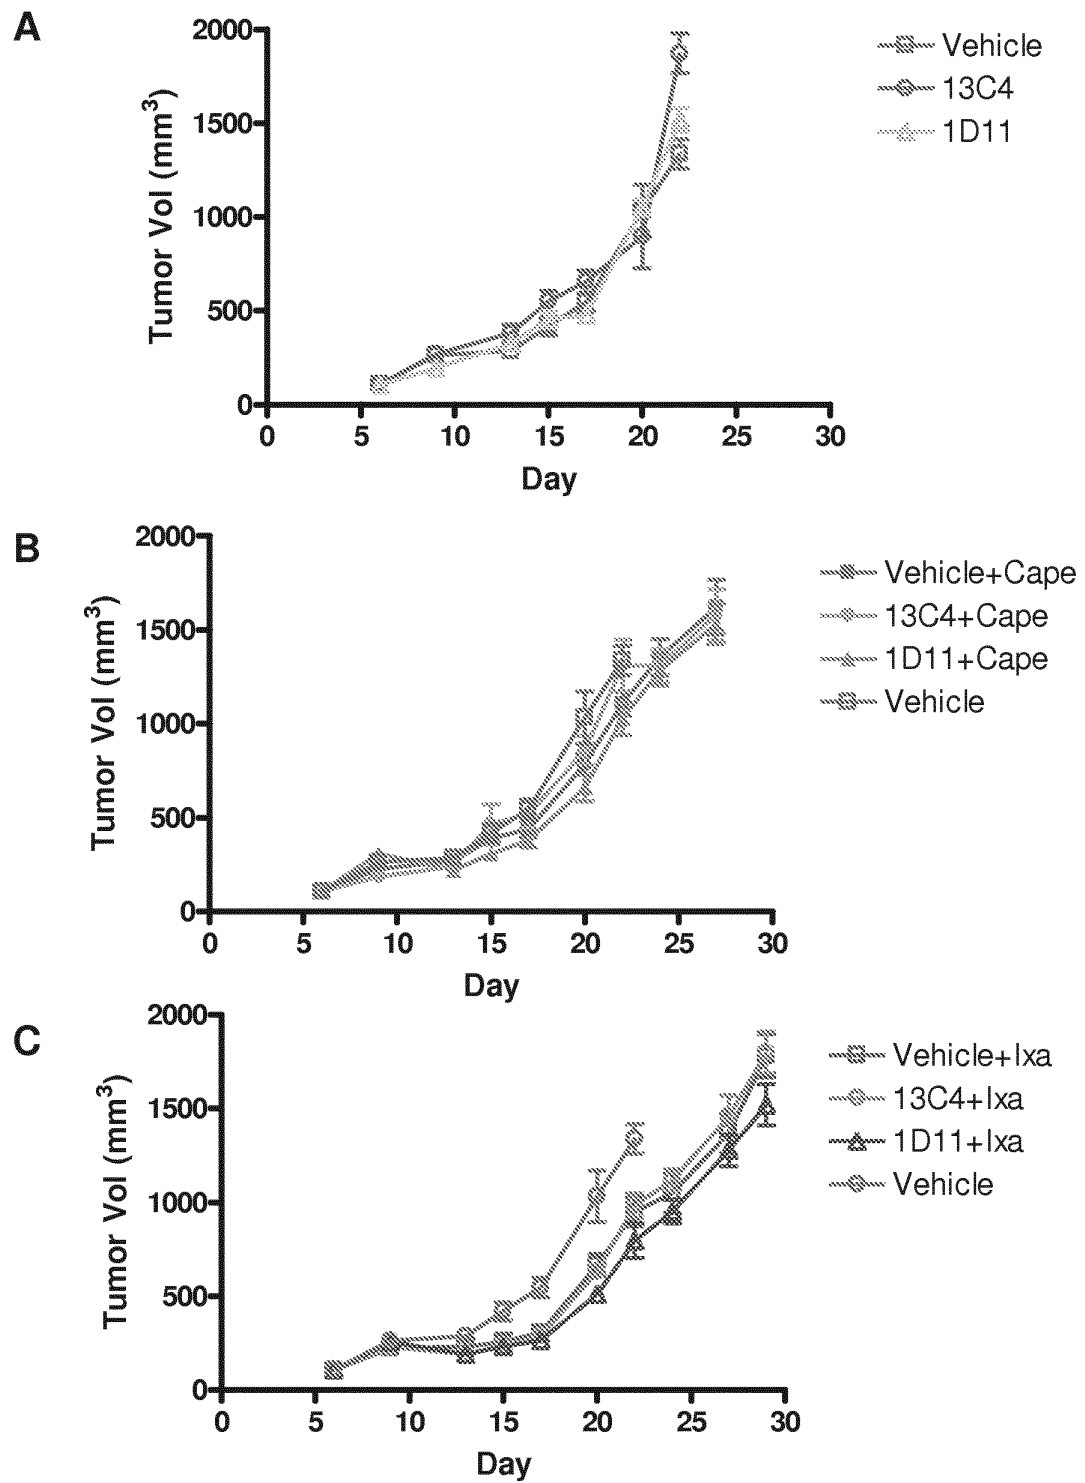 A
2000
1500
1000
500
0
Tumor Vol (mm³)
0 5 10 15 20 25 30
Day
Vehicle
13C4
1D11
B
2000
1500
1000
500
0
Tumor Vol (mm³)
0 5 10 15 20 25 30
Day
Vehicle+Cape
13C4+Cape
1D11+Cape
Vehicle
C
2000
1500
1000
500
0
Tumor Vol (mm³)
0 5 10 15 20 25 30
Day
Vehicle+Ixa
13C4+Ixa
1D11+Ixa
Vehicle